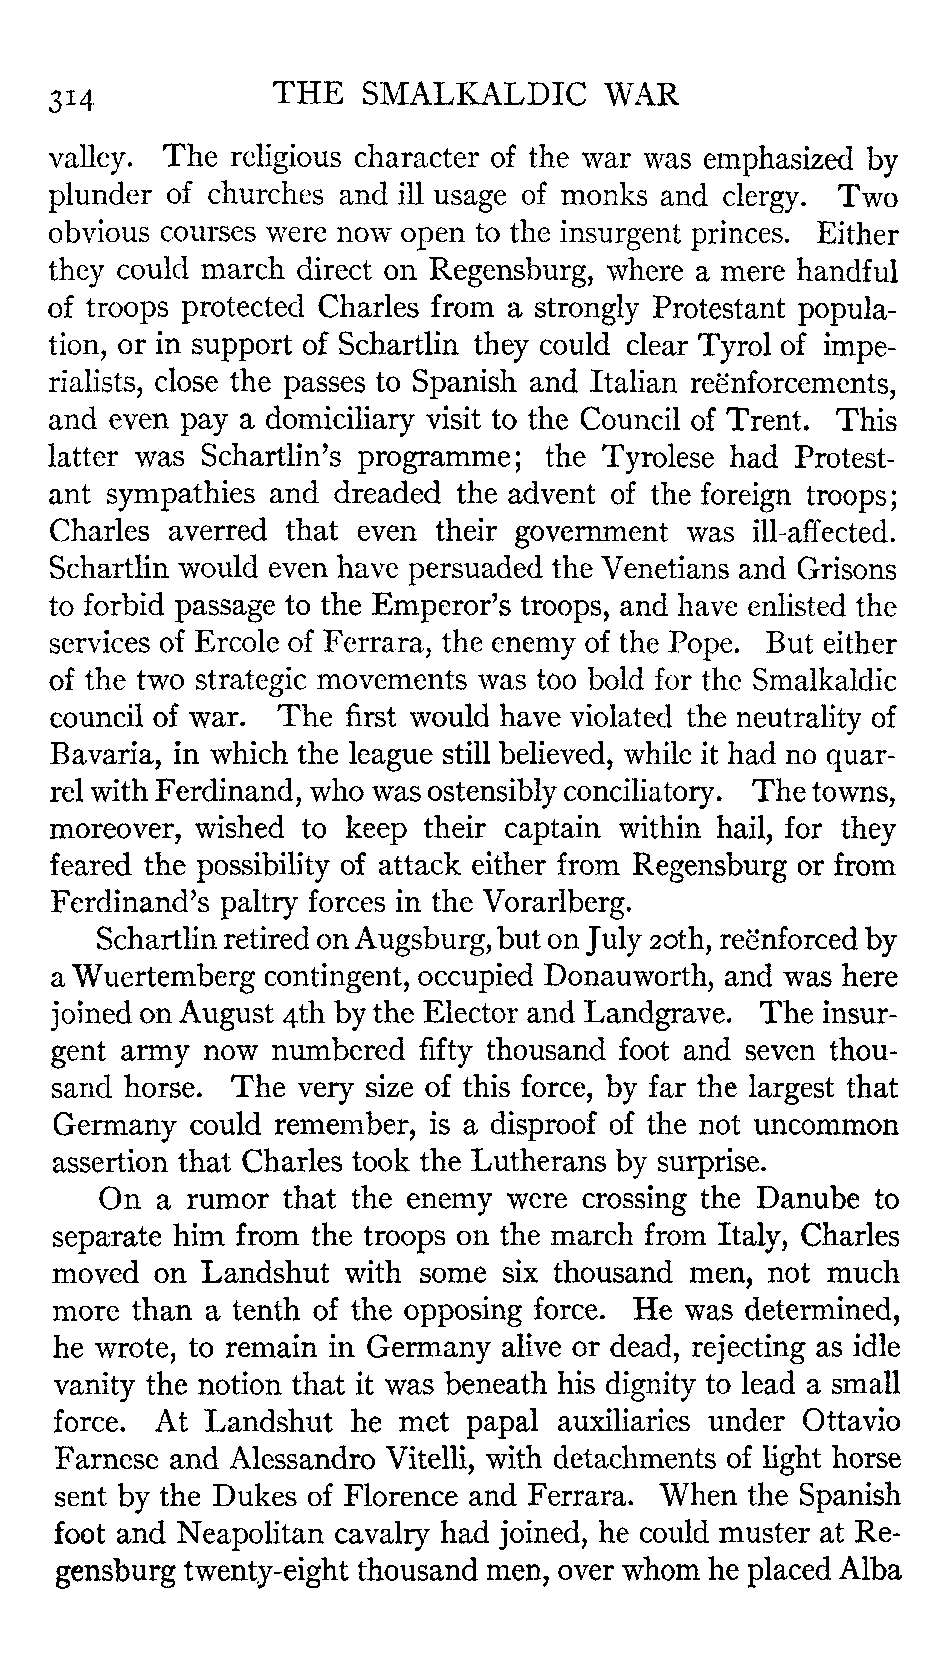 314 THE SMALKALDIC WAR
valley. The religious character of the war was emphasized by
plunder of churches and ill usage of monks and clergy. Two
obvious courses were now open to the insurgent princes. Either
they could march direct on Regensburg, where a mere handful
of troops protected Charles from a strongly Protestant popula-
tion, or in support of Schartlin they could clear Tyrol of impe-
rialists, close the passes to Spanish and Italian reënforcements,
and even pay a domiciliary visit to the Council of Trent. This
latter was Schartlin's programme; the Tyrolese had Protest-
ant sympathies and dreaded the advent of the foreign troops;
Charles averred that even their government was ill-affected.
Schartlin would even have persuaded the Venetians and Grisons
to forbid passage to the Emperor's troops, and have enlisted the
services of Ercole of Ferrara, the enemy of the Pope. But either
of the two strategic movements was too bold for the Smalkaldic
council of war. The first would have violated the neutrality of
Bavaria, in which the league still believed, while it had no quar-
rel with Ferdinand, who was ostensibly conciliatory. The towns,
moreover, wished to keep their captain within hail, for they
feared the possibility of attack either from Regensburg or from
Ferdinand's paltry forces in the Vorarlberg.
Schartlin retired on Augsburg, but on July 20th, reënforced by
a Wuertemberg contingent, occupied Donauworth, and was here
joined on August 4th by the Elector and Landgrave. The insur-
gent army now numbered fifty thousand foot and seven thou-
sand horse. The very size of this force, by far the largest that
Germany could remember, is a disproof of the not uncommon
assertion that Charles took the Lutherans by surprise.
On a rumor that the enemy were crossing the Danube to
separate him from the troops on the march from Italy, Charles
moved on Landshut with some six thousand men, not much
more than a tenth of the opposing force. He was determined,
he wrote, to remain in Germany alive or dead, rejecting as idle
vanity the notion that it was beneath his dignity to lead a small
force. At Landshut he met papal auxiliaries under Ottavio
Farnese and Alessandro Vitelli, with detachments of light horse
sent by the Dukes of Florence and Ferrara. When the Spanish
foot and Neapolitan cavalry had joined, he could muster at Re-
gensburg twenty-eight thousand men, over whom he placed Alba